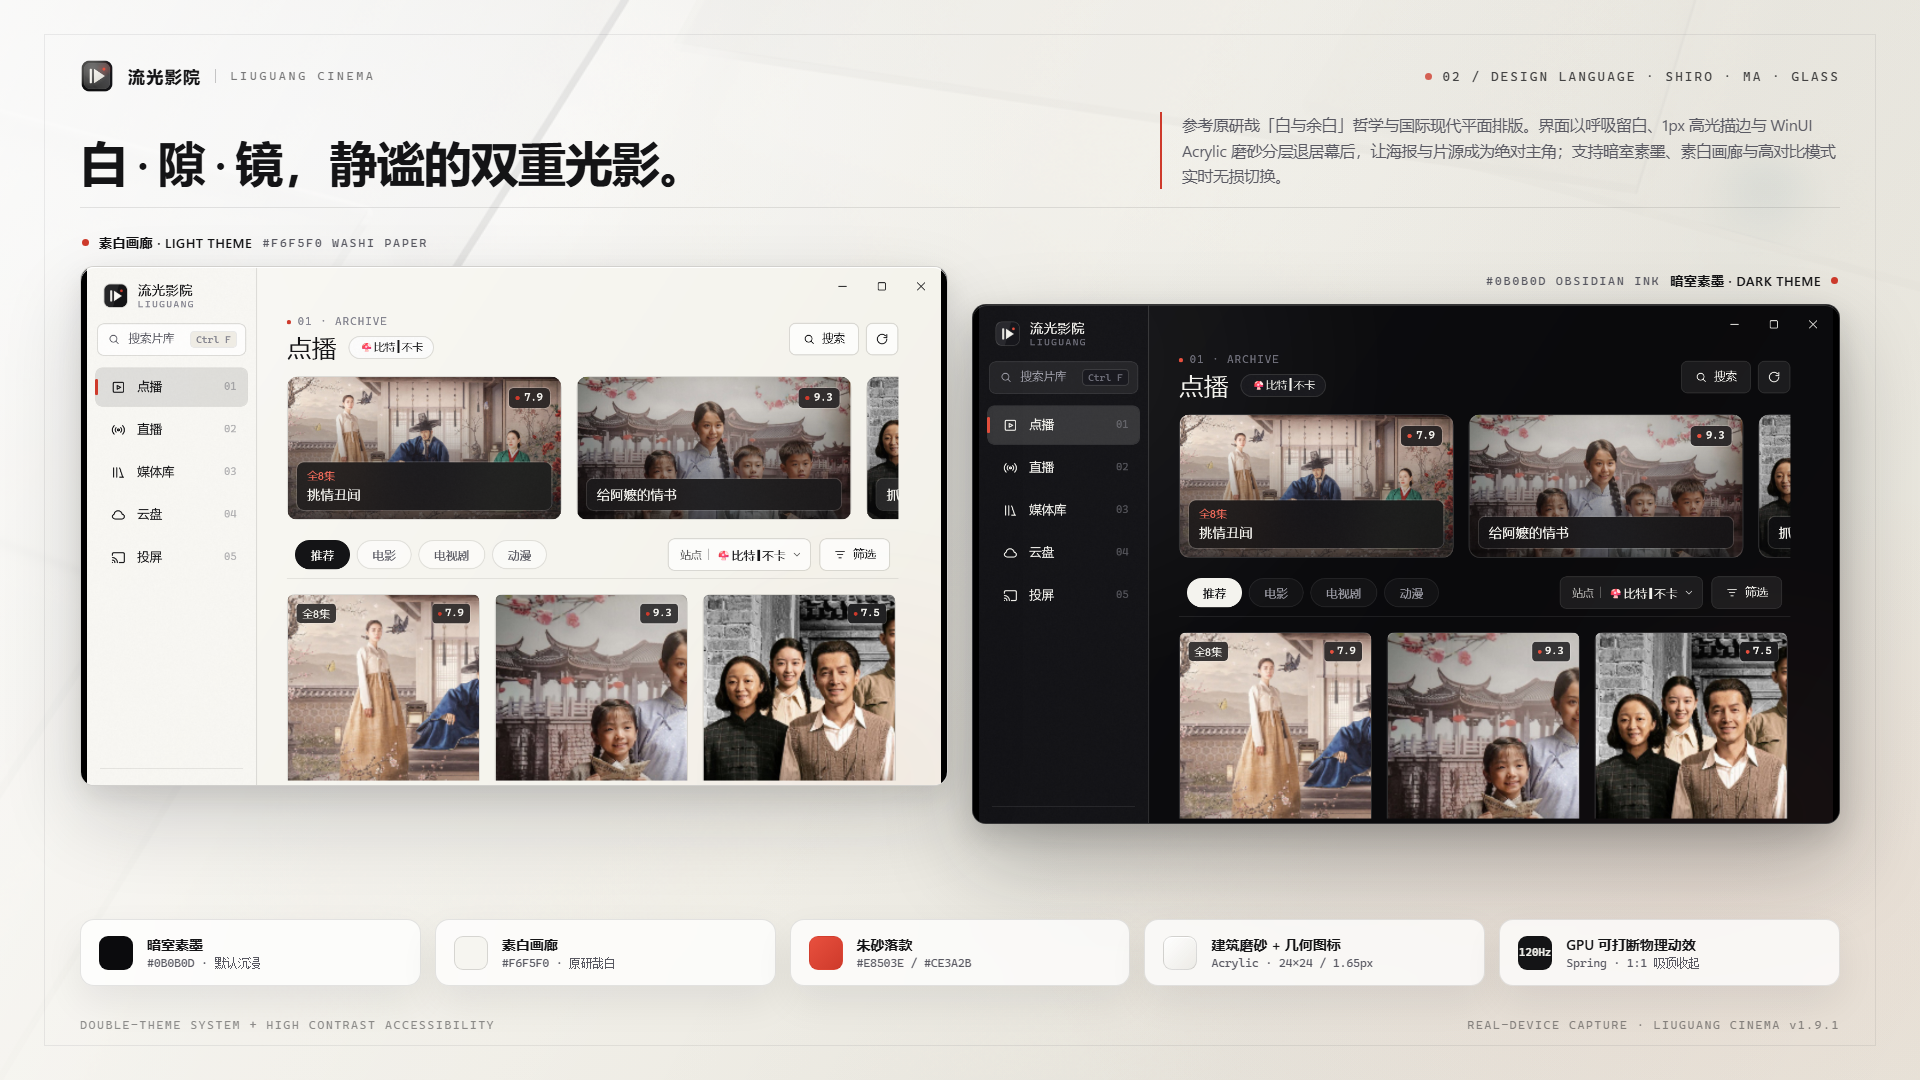 流光影院
LIUGUANG CINEMA
02 / DESIGN LANGUAGE · SHIRO · MA · GLASS
白·隙·镜，静谧的双重光影。
参考原研哉「白与余白」哲学与国际现代平面排版。界面以呼吸留白、1px 高光描边与 WinUI
Acrylic 磨砂分层退居幕后，让海报与片源成为绝对主角；支持暗室素墨、素白画廊与高对比模式
实时无损切换。
素白画廊 · LIGHT THEME #F6F5F0 WASHI PAPER
流光影院
LIUGUANG
搜索片库 Ctrl F
点播 01
直播 02
媒体库 03
云盘 04
投屏 05
01 · ARCHIVE
点播
比特
不卡
搜索
7.9
全8集
挑情丑闻
9.3
给阿嬷的情书
抓
推荐
电影
电视剧
动漫
站点
比特
不卡
筛选
全8集
7.9
9.3
7.5
#0B0B0D OBSIDIAN INK 暗室素墨 · DARK THEME
流光影院
LIUGUANG
搜索片库 Ctrl F
点播 01
直播 02
媒体库 03
云盘 04
投屏 05
01 · ARCHIVE
点播
比特
不卡
搜索
7.9
全8集
挑情丑闻
9.3
给阿嬷的情书
抓
推荐
电影
电视剧
动漫
站点
比特
不卡
筛选
全8集
7.9
9.3
7.5
暗室素墨
#0B0B0D · 默认沉浸
素白画廊
#F6F5F0 · 原研哉白
朱砂落款
#E8503E / #CE3A2B
建筑磨砂 + 几何图标
Acrylic · 24×24 / 1.65px
120Hz
GPU 可打断物理动效
Spring · 1:1 吸顶收起
DOUBLE-THEME SYSTEM + HIGH CONTRAST ACCESSIBILITY
REAL-DEVICE CAPTURE · LIUGUANG CINEMA v1.9.1